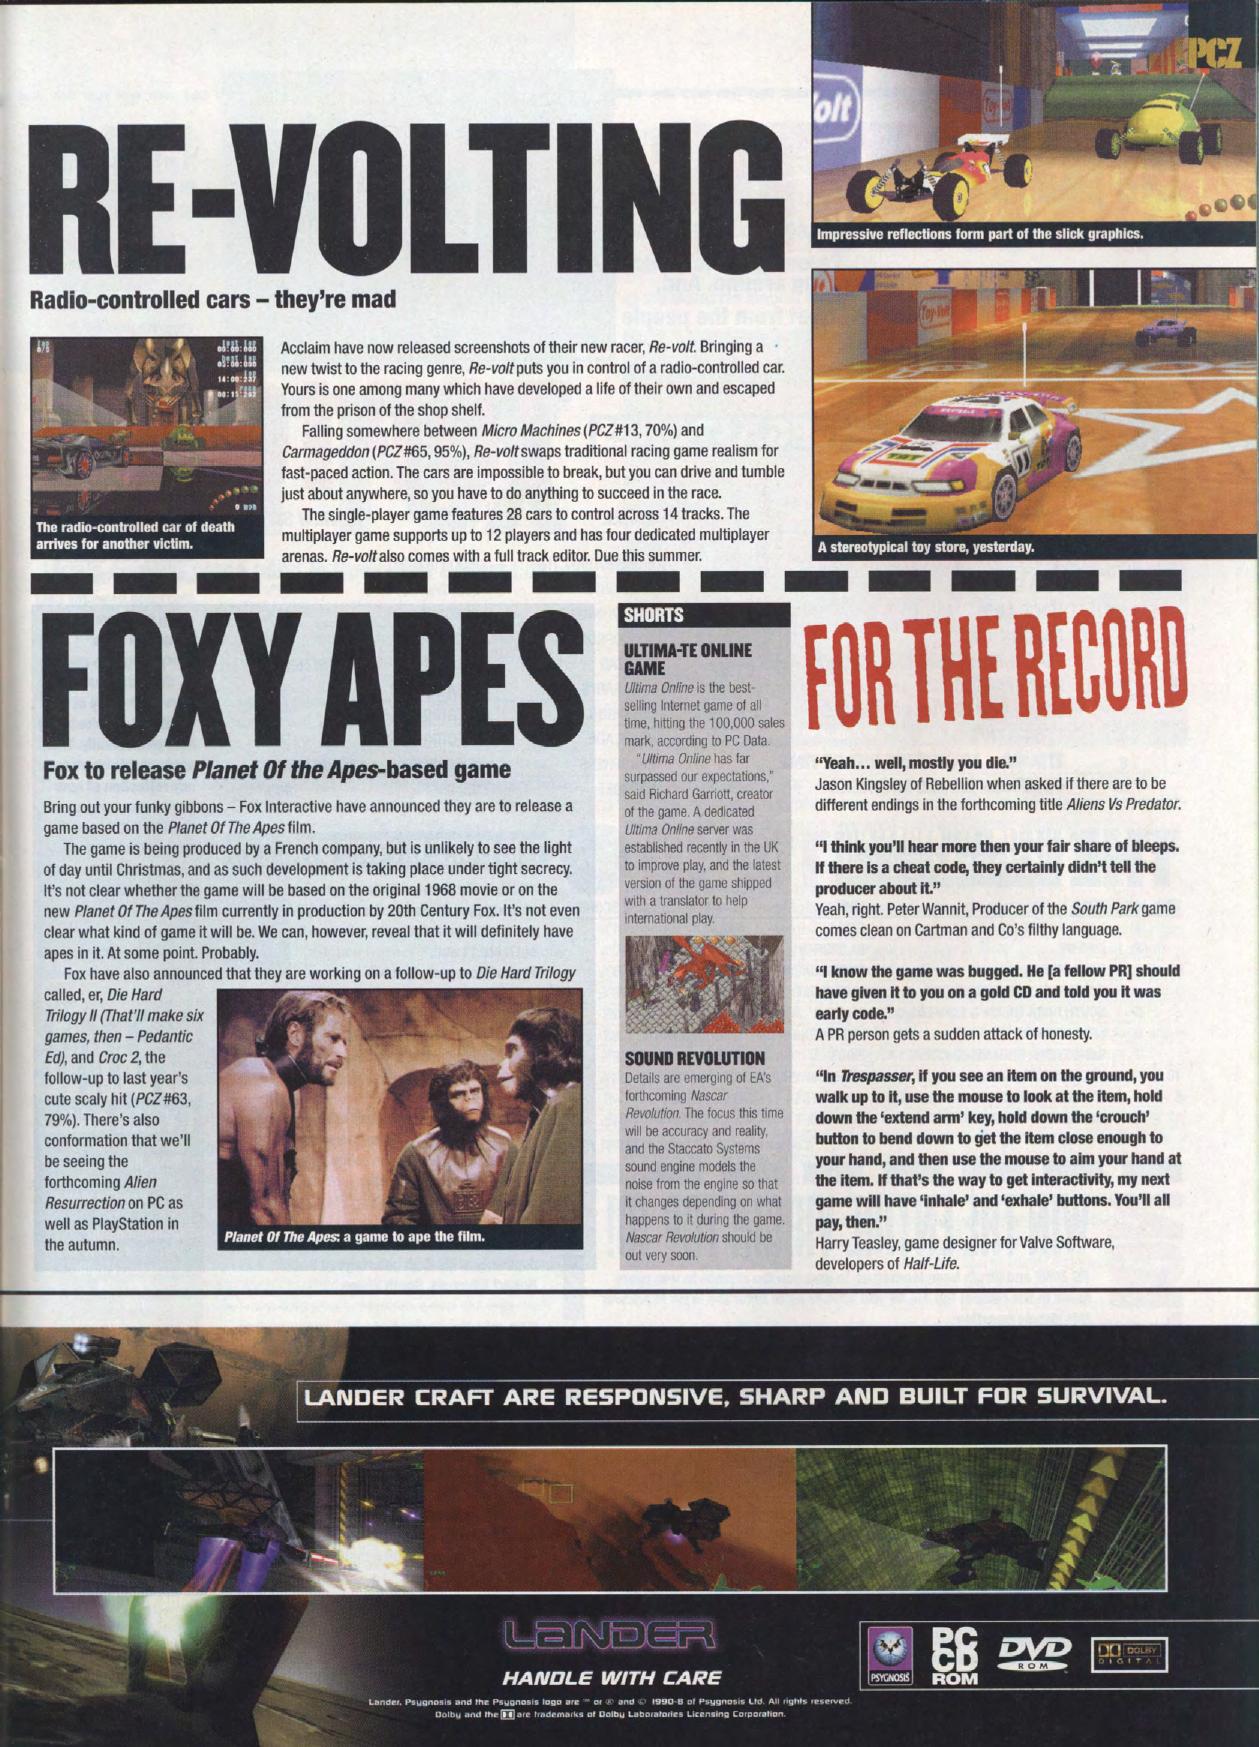 PCZ
RE-VOLTING
Radio-controlled cars – they're mad
Impressive reflections form part of the slick graphics.
A stereotypical toy store, yesterday.
The radio-controlled car of death
arrives for another victim.
Acclaim have now released screenshots of their new racer, Re-volt. Bringing a
new twist to the racing genre, Re-volt puts you in control of a radio-controlled car.
Yours is one among many which have developed a life of their own and escaped
from the prison of the shop shelf.
Falling somewhere between Micro Machines (PCZ #13, 70%) and
Carmageddon (PCZ #65, 95%), Re-volt swaps traditional racing game realism for
fast-paced action. The cars are impossible to break, but you can drive and tumble
just about anywhere, so you have to do anything to succeed in the race.
The single-player game features 28 cars to control across 14 tracks. The
multiplayer game supports up to 12 players and has four dedicated multiplayer
arenas. Re-volt also comes with a full track editor. Due this summer.
FOXY APES
Fox to release Planet Of the Apes-based game
Bring out your funky gibbons – Fox Interactive have announced they are to release a
game based on the Planet Of The Apes film.
The game is being produced by a French company, but is unlikely to see the light
of day until Christmas, and as such development is taking place under tight secrecy.
It's not clear whether the game will be based on the original 1968 movie or on the
new Planet Of The Apes film currently in production by 20th Century Fox. It's not even
clear what kind of game it will be. We can, however, reveal that it will definitely have
apes in it. At some point. Probably.
Fox have also announced that they are working on a follow-up to Die Hard Trilogy
called, er, Die Hard
Trilogy II (That'll make six
games, then – Pedantic
Ed), and Croc 2, the
follow-up to last year's
cute scaly hit (PCZ #63,
79%). There's also
conformation that we'll
be seeing the
forthcoming Alien
Resurrection on PC as
well as PlayStation in
the autumn.
Planet Of The Apes: a game to ape the film.
SHORTS
ULTIMA-TE ONLINE
GAME
Ultima Online is the best-
selling Internet game of all
time, hitting the 100,000 sales
mark, according to PC Data.
"Ultima Online has far
surpassed our expectations,"
said Richard Garriott, creator
of the game. A dedicated
Ultima Online server was
established recently in the UK
to improve play, and the latest
version of the game shipped
with a translator to help
international play.
SOUND REVOLUTION
Details are emerging of EA's
forthcoming Nascar
Revolution. The focus this time
will be accuracy and reality,
and the Staccato Systems
sound engine models the
noise from the engine so that
it changes depending on what
happens to it during the game.
Nascar Revolution should be
out very soon.
FOR THE RECORD
"Yeah... well, mostly you die."
Jason Kingsley of Rebellion when asked if there are to be
different endings in the forthcoming title Aliens Vs Predator.
"I think you'll hear more then your fair share of bleeps.
If there is a cheat code, they certainly didn't tell the
producer about it."
Yeah, right. Peter Wannit, Producer of the South Park game
comes clean on Cartman and Co's filthy language.
"I know the game was bugged. He [a fellow PR] should
have given it to you on a gold CD and told you it was
early code."
A PR person gets a sudden attack of honesty.
"In Trespasser, if you see an item on the ground, you
walk up to it, use the mouse to look at the item, hold
down the 'extend arm' key, hold down the 'crouch'
button to bend down to get the item close enough to
your hand, and then use the mouse to aim your hand at
the item. If that's the way to get interactivity, my next
game will have 'inhale' and 'exhale' buttons. You'll all
pay, then."
Harry Teasley, game designer for Valve Software,
developers of Half-Life.
LANDER CRAFT ARE RESPONSIVE, SHARP AND BUILT FOR SURVIVAL.
LANDER
HANDLE WITH CARE
PSYGNOSIS
PC
CD
ROM
DVD
ROM
DOLBY
DIGITAL
Lander, Psygnosis and the Psygnosis logo are ™ or ® and © 1990-8 of Psygnosis Ltd. All rights reserved.
Dolby and the are trademarks of Dolby Laboratories Licensing Corporation.